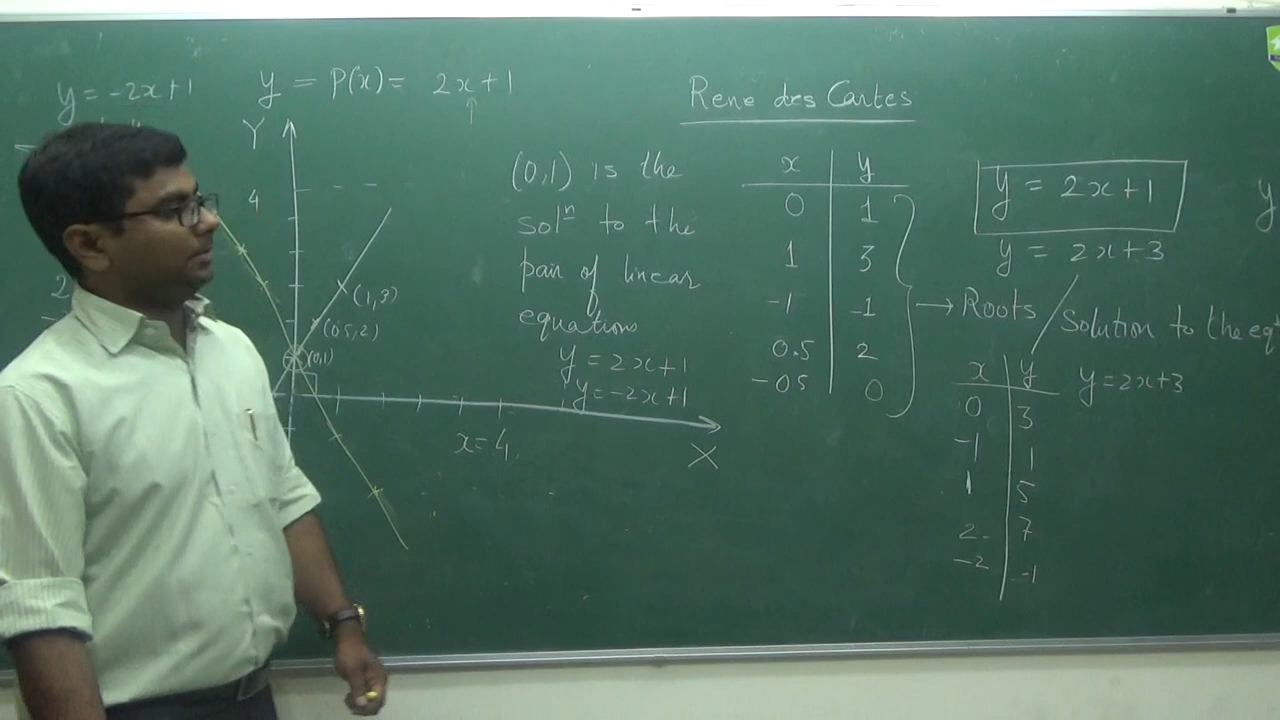 y = -2x+1
y = P(x) = 2x+1
Y
4
2
(1,3)
(0.5,2)
(0,1)
x=4
X
(0,1) is the
solⁿ to the
pair of linear
equations
y = 2x+1
y = -2x+1
Rene des Cartes
x y
0 1
1 3
-1 -1
0.5 2
-05 0
→ Roots
y = 2x+1
y = 2x+3
Solution to the eq
y=2x+3
x y
0 3
-1 1
1 5
2 7
-2 -1
y